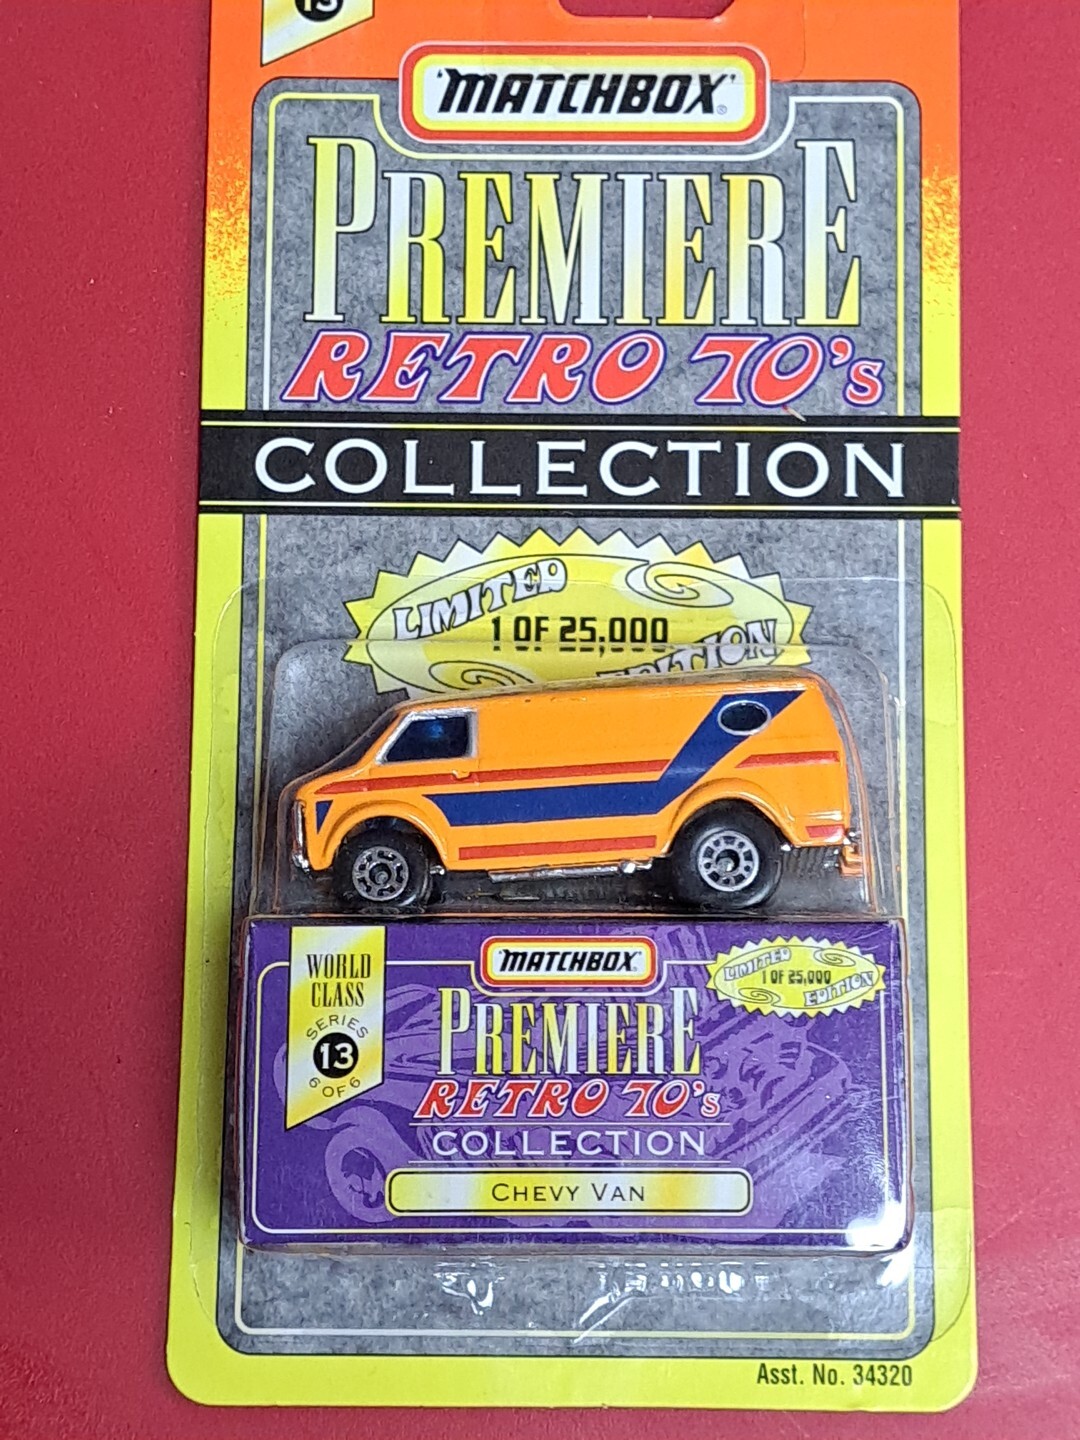 13
'MATCHBOX'®
PREMIERE
RETRO 70's
COLLECTION
LIMITED
1 OF 25,000
EDITION
WORLD
CLASS
SERIES
13
6 OF 6
'MATCHBOX'
PREMIERE
RETRO 70's
COLLECTION
LIMITED
1 OF 25,000
EDITION
CHEVY VAN
Asst. No. 34320